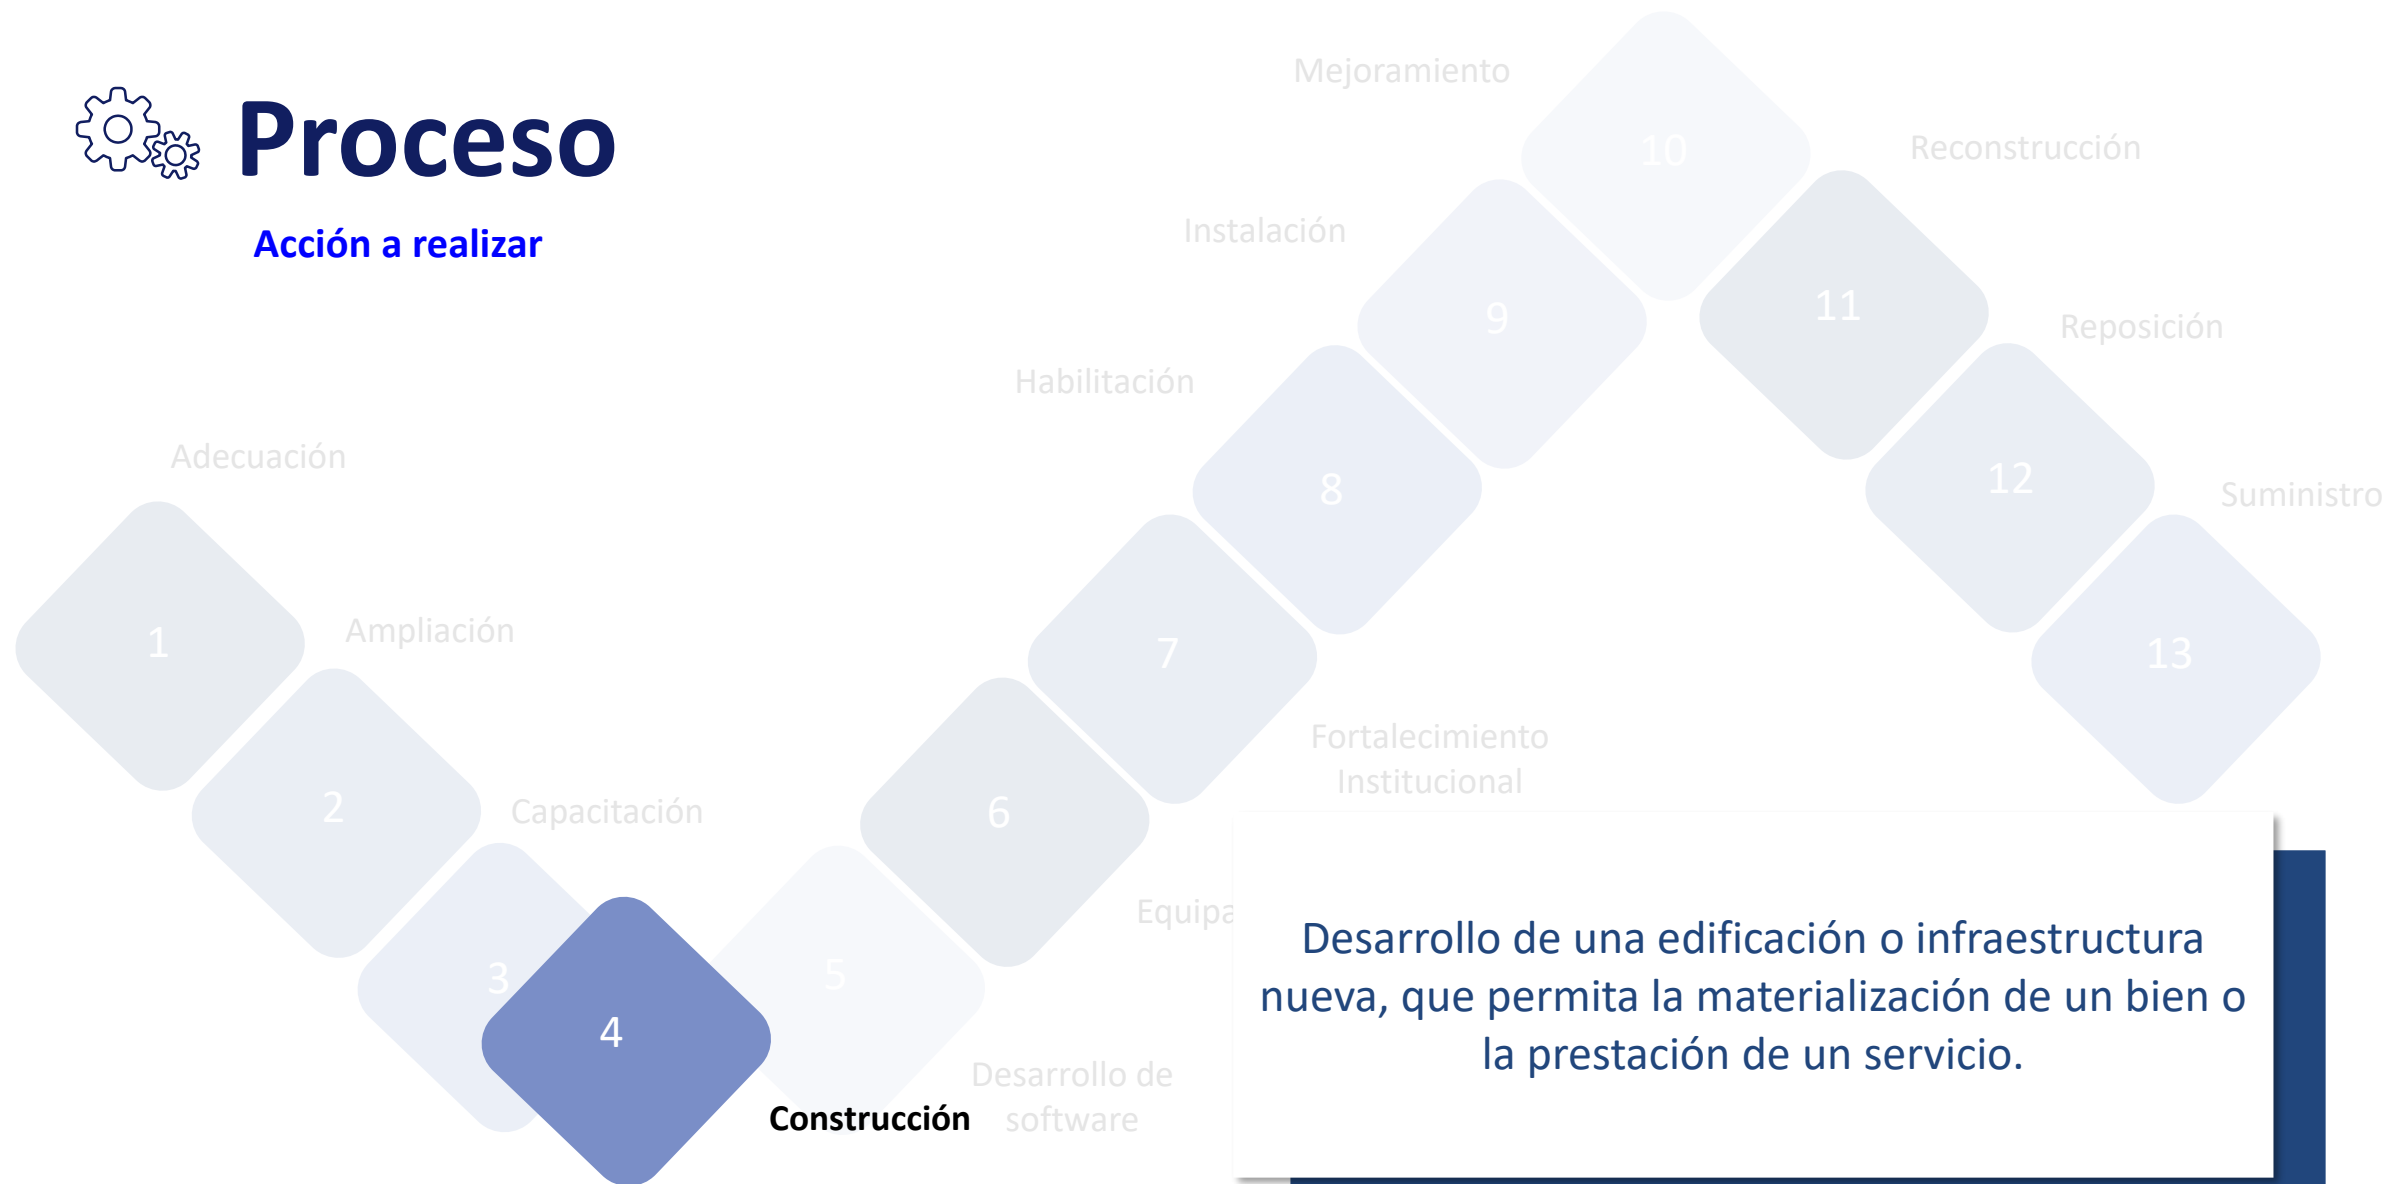 Proceso
Acción a realizar
Adecuación
1
Ampliación
2
Capacitación
3
4
Construcción
5
Desarrollo de
software
6
7
Fortalecimiento
Institucional
Habilitación
8
Instalación
9
Mejoramiento
10
Reconstrucción
11
Reposición
12
Suministro
13
Desarrollo de una edificación o infraestructura
nueva, que permita la materialización de un bien o
la prestación de un servicio.